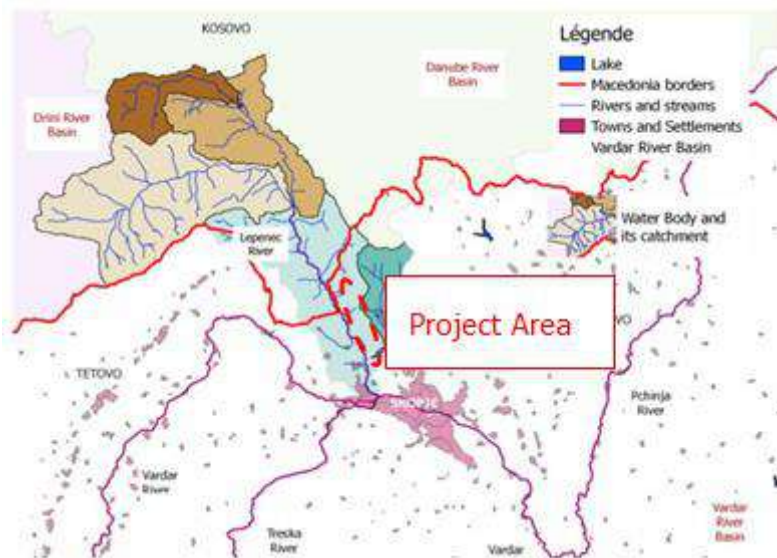 KOSOVO
Légende
Lake
Macedonia borders
Rivers and streams
Towns and Settlements
Vardar River Basin
Water Body and
its catchment
Danube River
Basin
Drini River
Basin
Lepenec
River
Project Area
VO
TETOVO
SKOPJE
Pchinja
River
Vardar
River
Treska
River
Vardar
Vardar
River
Basin